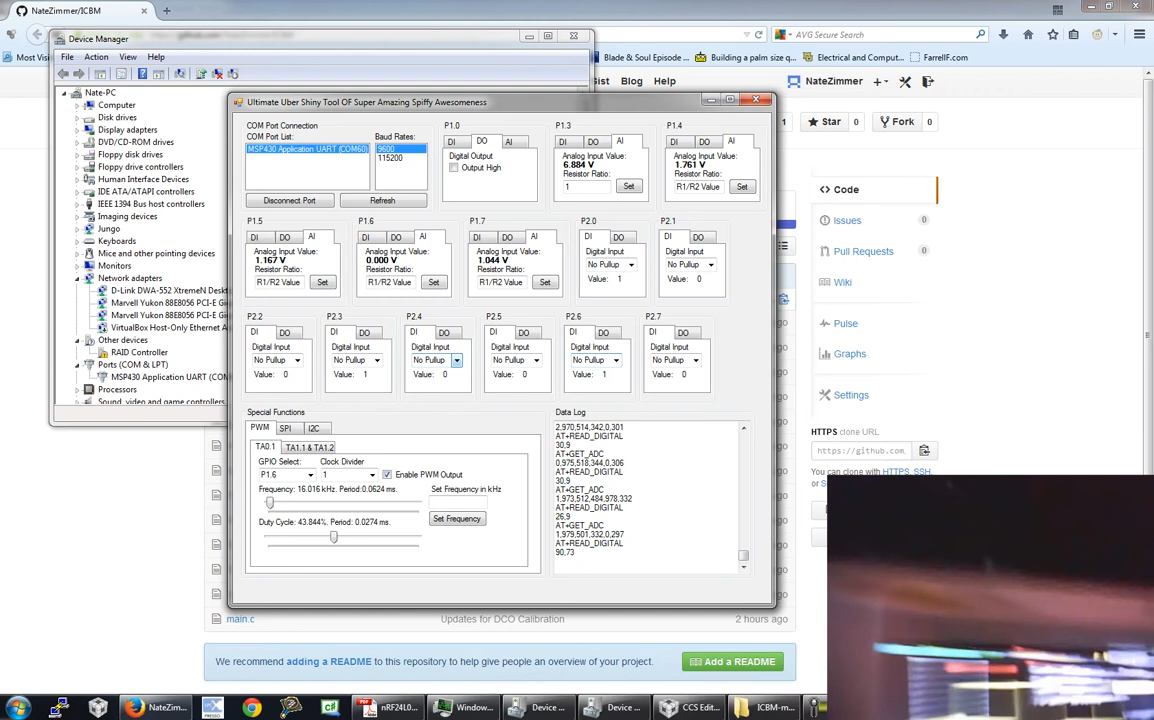 NateZimmer/ICBM
AVG Secure Search
Most Visi
Blade & Soul Episode ...
Building a palm size q...
Electrical and Computer...
FarrellF.com
Device Manager
File Action View Help
Gist Blog Help
NateZimmer
Star 0
Fork 0
Code
Issues 0
Pull Requests 0
Wiki
Pulse
Graphs
Settings
HTTPS clone URL
https://github.com,
You can clone with HTTPS, SSH,
Nate-PC
Computer
Disk drives
Display adapters
DVD/CD-ROM drives
Floppy disk drives
Floppy drive controllers
Human Interface Devices
IDE ATA/ATAPI controllers
IEEE 1394 Bus host controllers
Imaging devices
Jungo
Keyboards
Mice and other pointing devices
Monitors
Network adapters
D-Link DWA-552 XtremeN Deskt
Marvell Yukon 88E8056 PCI-E Gi
Marvell Yukon 88E8056 PCI-E Gi
VirtualBox Host-Only Ethernet A
Other devices
RAID Controller
Ports (COM & LPT)
MSP430 Application UART (COM
Processors
Sound, video and game controllers
Ultimate Uber Shiny Tool OF Super Amazing Spiffy Awesomeness
COM Port Connection
COM Port List:
MSP430 Application UART (COM60)
Baud Rates:
9600
115200
Disconnect Port
Refresh
P1.0
DI DO AI
Digital Output
Output High
P1.3
DI DO AI
Analog Input Value:
6.884 V
Resistor Ratio:
1
Set
P1.4
DI DO AI
Analog Input Value:
1.761 V
Resistor Ratio:
R1/R2 Value
Set
P1.5
DI DO AI
Analog Input Value:
1.167 V
Resistor Ratio:
R1/R2 Value
Set
P1.6
DI DO AI
Analog Input Value:
0.000 V
Resistor Ratio:
R1/R2 Value
Set
P1.7
DI DO AI
Analog Input Value:
1.044 V
Resistor Ratio:
R1/R2 Value
Set
P2.0
DI DO
Digital Input
No Pullup
Value: 1
P2.1
DI DO
Digital Input
No Pullup
Value: 0
P2.2
DI DO
Digital Input
No Pullup
Value: 0
P2.3
DI DO
Digital Input
No Pullup
Value: 1
P2.4
DI DO
Digital Input
No Pullup
Value: 0
P2.5
DI DO
Digital Input
No Pullup
Value: 0
P2.6
DI DO
Digital Input
No Pullup
Value: 1
P2.7
DI DO
Digital Input
No Pullup
Value: 0
Special Functions
PWM SPI I2C
TA0.1 TA1.1 & TA1.2
GPIO Select:
P1.6
Clock Divider
1
Enable PWM Output
Frequency: 16.016 kHz. Period:0.0624 ms.
Set Frequency in kHz
Set Frequency
Duty Cycle: 43.844%. Period: 0.0274 ms.
Data Log
2,970,514,342,0,301
AT+READ_DIGITAL
30,9
AT+GET_ADC
0,975,518,344,0,306
AT+READ_DIGITAL
30,9
AT+GET_ADC
1,973,512,484,978,332
AT+READ_DIGITAL
26,9
AT+GET_ADC
1,979,501,332,0,297
AT+READ_DIGITAL
90,73
main.c
Updates for DCO Calibration
2 hours ago
We recommend adding a README to this repository to help give people an overview of your project.
Add a README
NateZim...
nRF24L0...
Window...
Device ...
Device ...
CCS Edit...
ICBM-m...